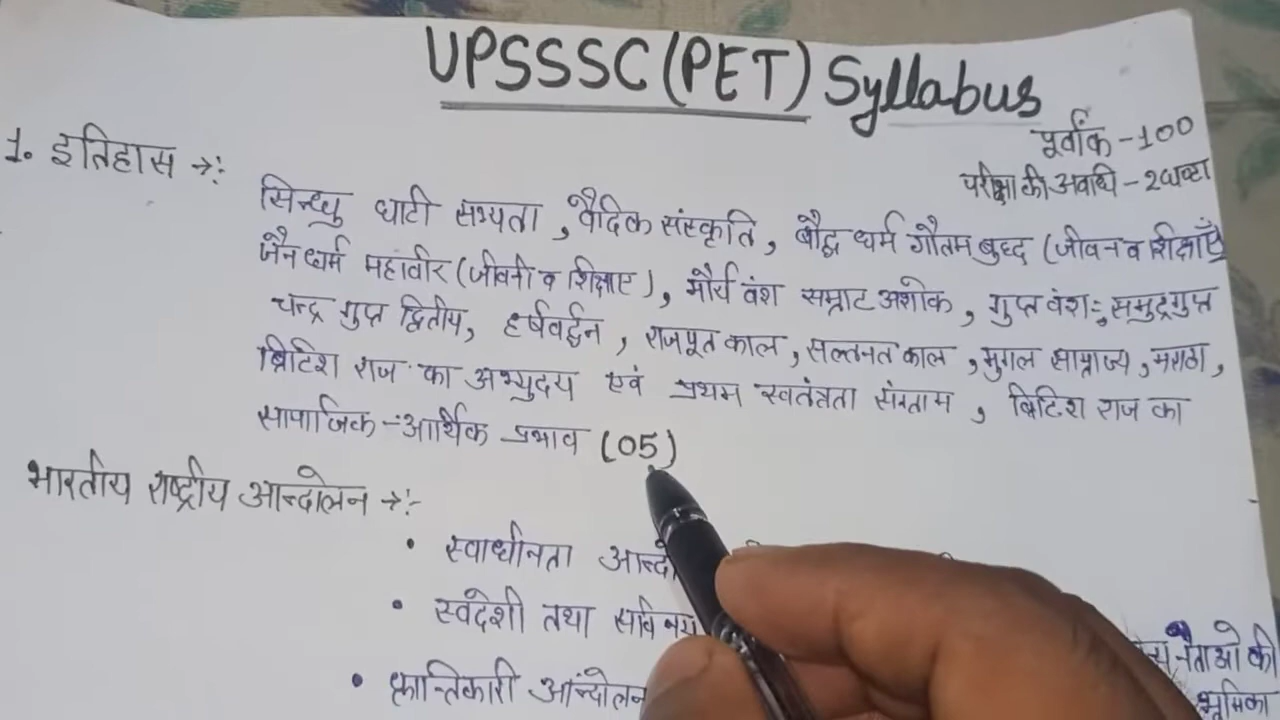 UPSSSC (PET) Syllabus
पूर्वांक - 100
परीक्षा की अवधि - 2 घण्टा
1. इतिहास →:
सिन्धु घाटी सभ्यता , वैदिक संस्कृति , बौद्ध धर्म गौतम बुद्ध (जीवन व शिक्षाएँ
जैन धर्म महावीर (जीवनी व शिक्षाए ) , मौर्य वंश सम्राट अशोक , गुप्त वंश:- समुद्रगुप्त
चन्द्र गुप्त द्वितीय, हर्षवर्द्धन , राजपूत काल , सल्तनत काल , मुगल साम्राज्य , मराठा ,
ब्रिटिश राज का अभ्युदय एवं प्रथम स्वतंत्रता संग्राम , ब्रिटिश राज का
सामाजिक - आर्थिक प्रभाव (05)
भारतीय राष्ट्रीय आन्दोलन →:-
• स्वाधीनता
• स्वदेशी तथा सविनय
नेताओ की
• क्रान्तिकारी आंन्दोलन
भूमिका